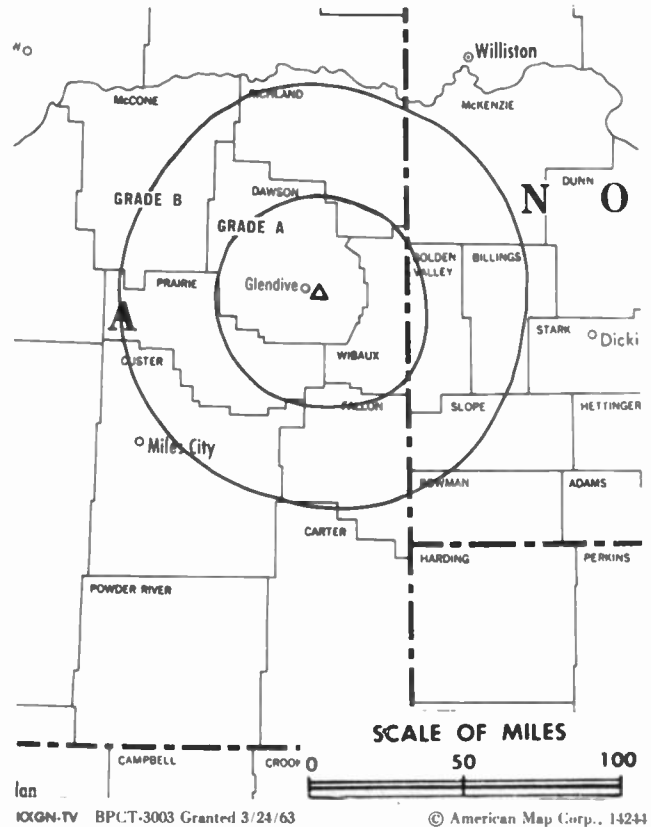 W
Williston
McCONE
RICHLAND
McKENZIE
DUNN
GRADE B
DAWSON
N O
GRADE A
GOLDEN
VALLEY
BILLINGS
PRAIRIE
Glendive
A
STARK
Dicki
CUSTER
WIBAUX
FALLON
SLOPE
HETTINGER
Miles City
BOWMAN
ADAMS
CARTER
HARDING
PERKINS
POWDER RIVER
SCALE OF MILES
CAMPBELL
CROOK
0 50 100
lan
KXGN-TV BPCT-3003 Granted 3/24/63
© American Map Corp., 14244